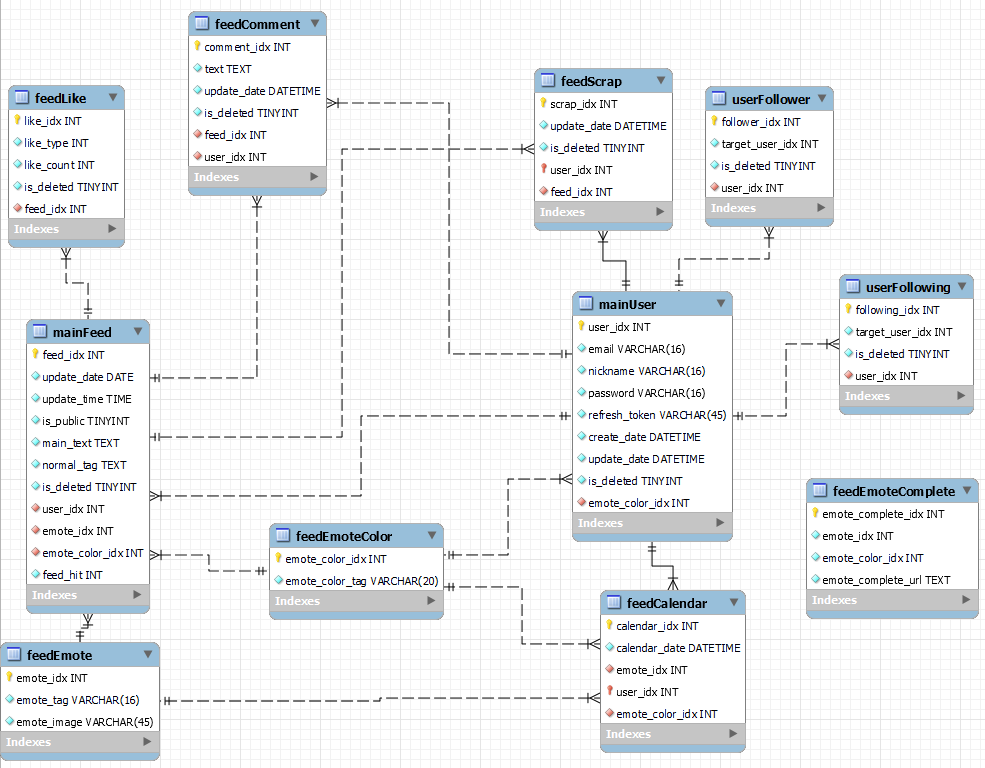 feedComment
comment_idx INT
text TEXT
update_date DATETIME
is_deleted TINYINT
feed_idx INT
user_idx INT
Indexes
feedLike
like_idx INT
like_type INT
like_count INT
is_deleted TINYINT
feed_idx INT
Indexes
feedScrap
scrap_idx INT
update_date DATETIME
is_deleted TINYINT
user_idx INT
feed_idx INT
Indexes
userFollower
follower_idx INT
target_user_idx INT
is_deleted TINYINT
user_idx INT
Indexes
userFollowing
following_idx INT
target_user_idx INT
is_deleted TINYINT
user_idx INT
Indexes
mainUser
user_idx INT
email VARCHAR(16)
nickname VARCHAR(16)
password VARCHAR(16)
refresh_token VARCHAR(45)
create_date DATETIME
update_date DATETIME
is_deleted TINYINT
emote_color_idx INT
Indexes
mainFeed
feed_idx INT
update_date DATE
update_time TIME
is_public TINYINT
main_text TEXT
normal_tag TEXT
is_deleted TINYINT
user_idx INT
emote_idx INT
emote_color_idx INT
feed_hit INT
Indexes
feedEmoteColor
emote_color_idx INT
emote_color_tag VARCHAR(20)
Indexes
feedEmoteComplete
emote_complete_idx INT
emote_idx INT
emote_color_idx INT
emote_complete_url TEXT
Indexes
feedCalendar
calendar_idx INT
calendar_date DATETIME
emote_idx INT
user_idx INT
emote_color_idx INT
Indexes
feedEmote
emote_idx INT
emote_tag VARCHAR(16)
emote_image VARCHAR(45)
Indexes